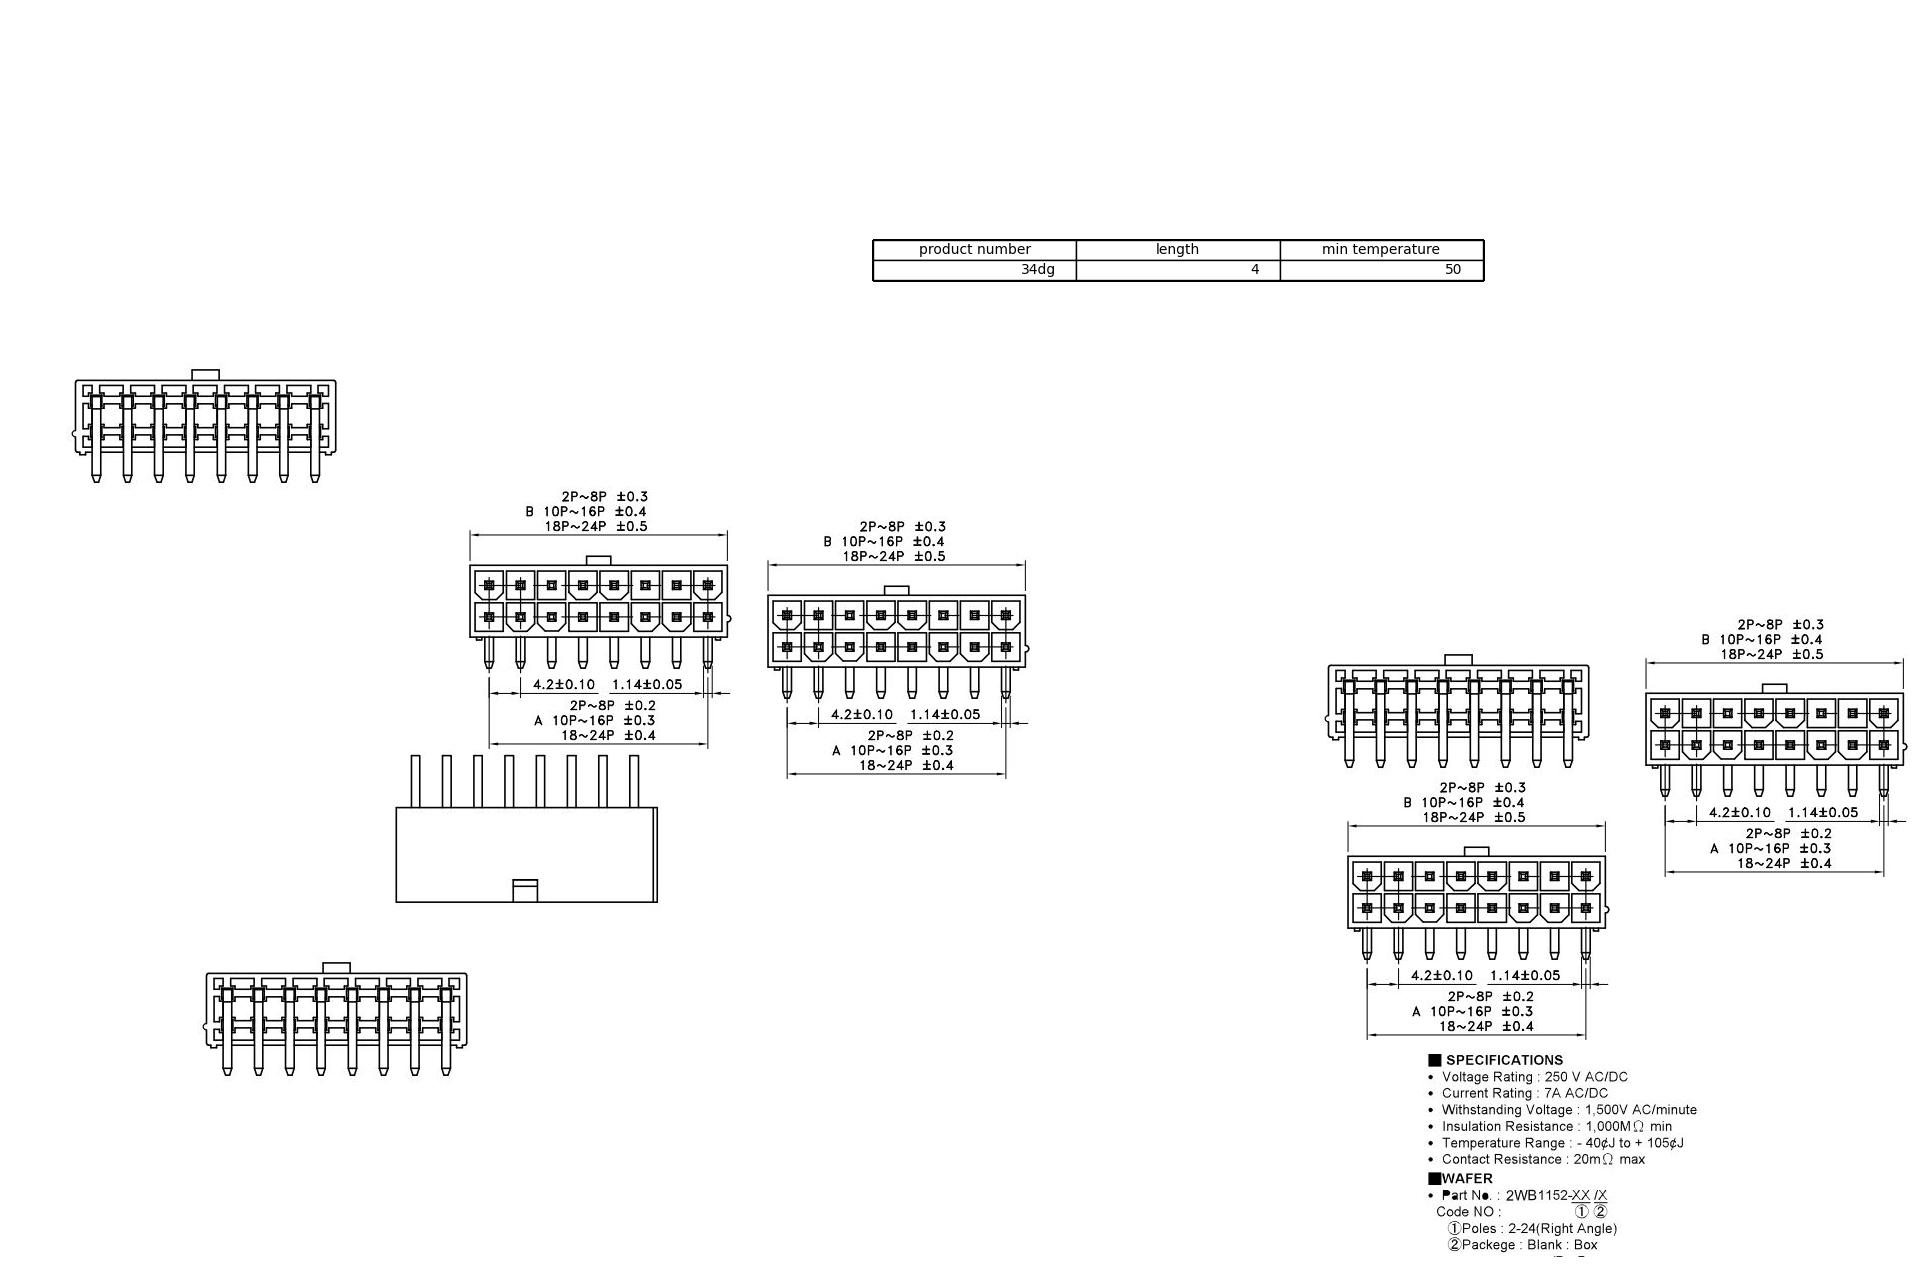 product number length min temperature
34dg 4 50
2P~8P ±0.3
B 10P~16P ±0.4
18P~24P ±0.5
4.2±0.10 1.14±0.05
2P~8P ±0.2
A 10P~16P ±0.3
18~24P ±0.4
2P~8P ±0.3
B 10P~16P ±0.4
18P~24P ±0.5
4.2±0.10 1.14±0.05
2P~8P ±0.2
A 10P~16P ±0.3
18~24P ±0.4
2P~8P ±0.3
B 10P~16P ±0.4
18P~24P ±0.5
4.2±0.10 1.14±0.05
2P~8P ±0.2
A 10P~16P ±0.3
18~24P ±0.4
2P~8P ±0.3
B 10P~16P ±0.4
18P~24P ±0.5
4.2±0.10 1.14±0.05
2P~8P ±0.2
A 10P~16P ±0.3
18~24P ±0.4
■ SPECIFICATIONS
• Voltage Rating : 250 V AC/DC
• Current Rating : 7A AC/DC
• Withstanding Voltage : 1,500V AC/minute
• Insulation Resistance : 1,000MΩ min
• Temperature Range : - 40¢J to + 105¢J
• Contact Resistance : 20mΩ max
■WAFER
• Part No. : 2WB1152-XX /X
Code NO : ① ②
①Poles : 2-24(Right Angle)
②Packege : Blank : Box